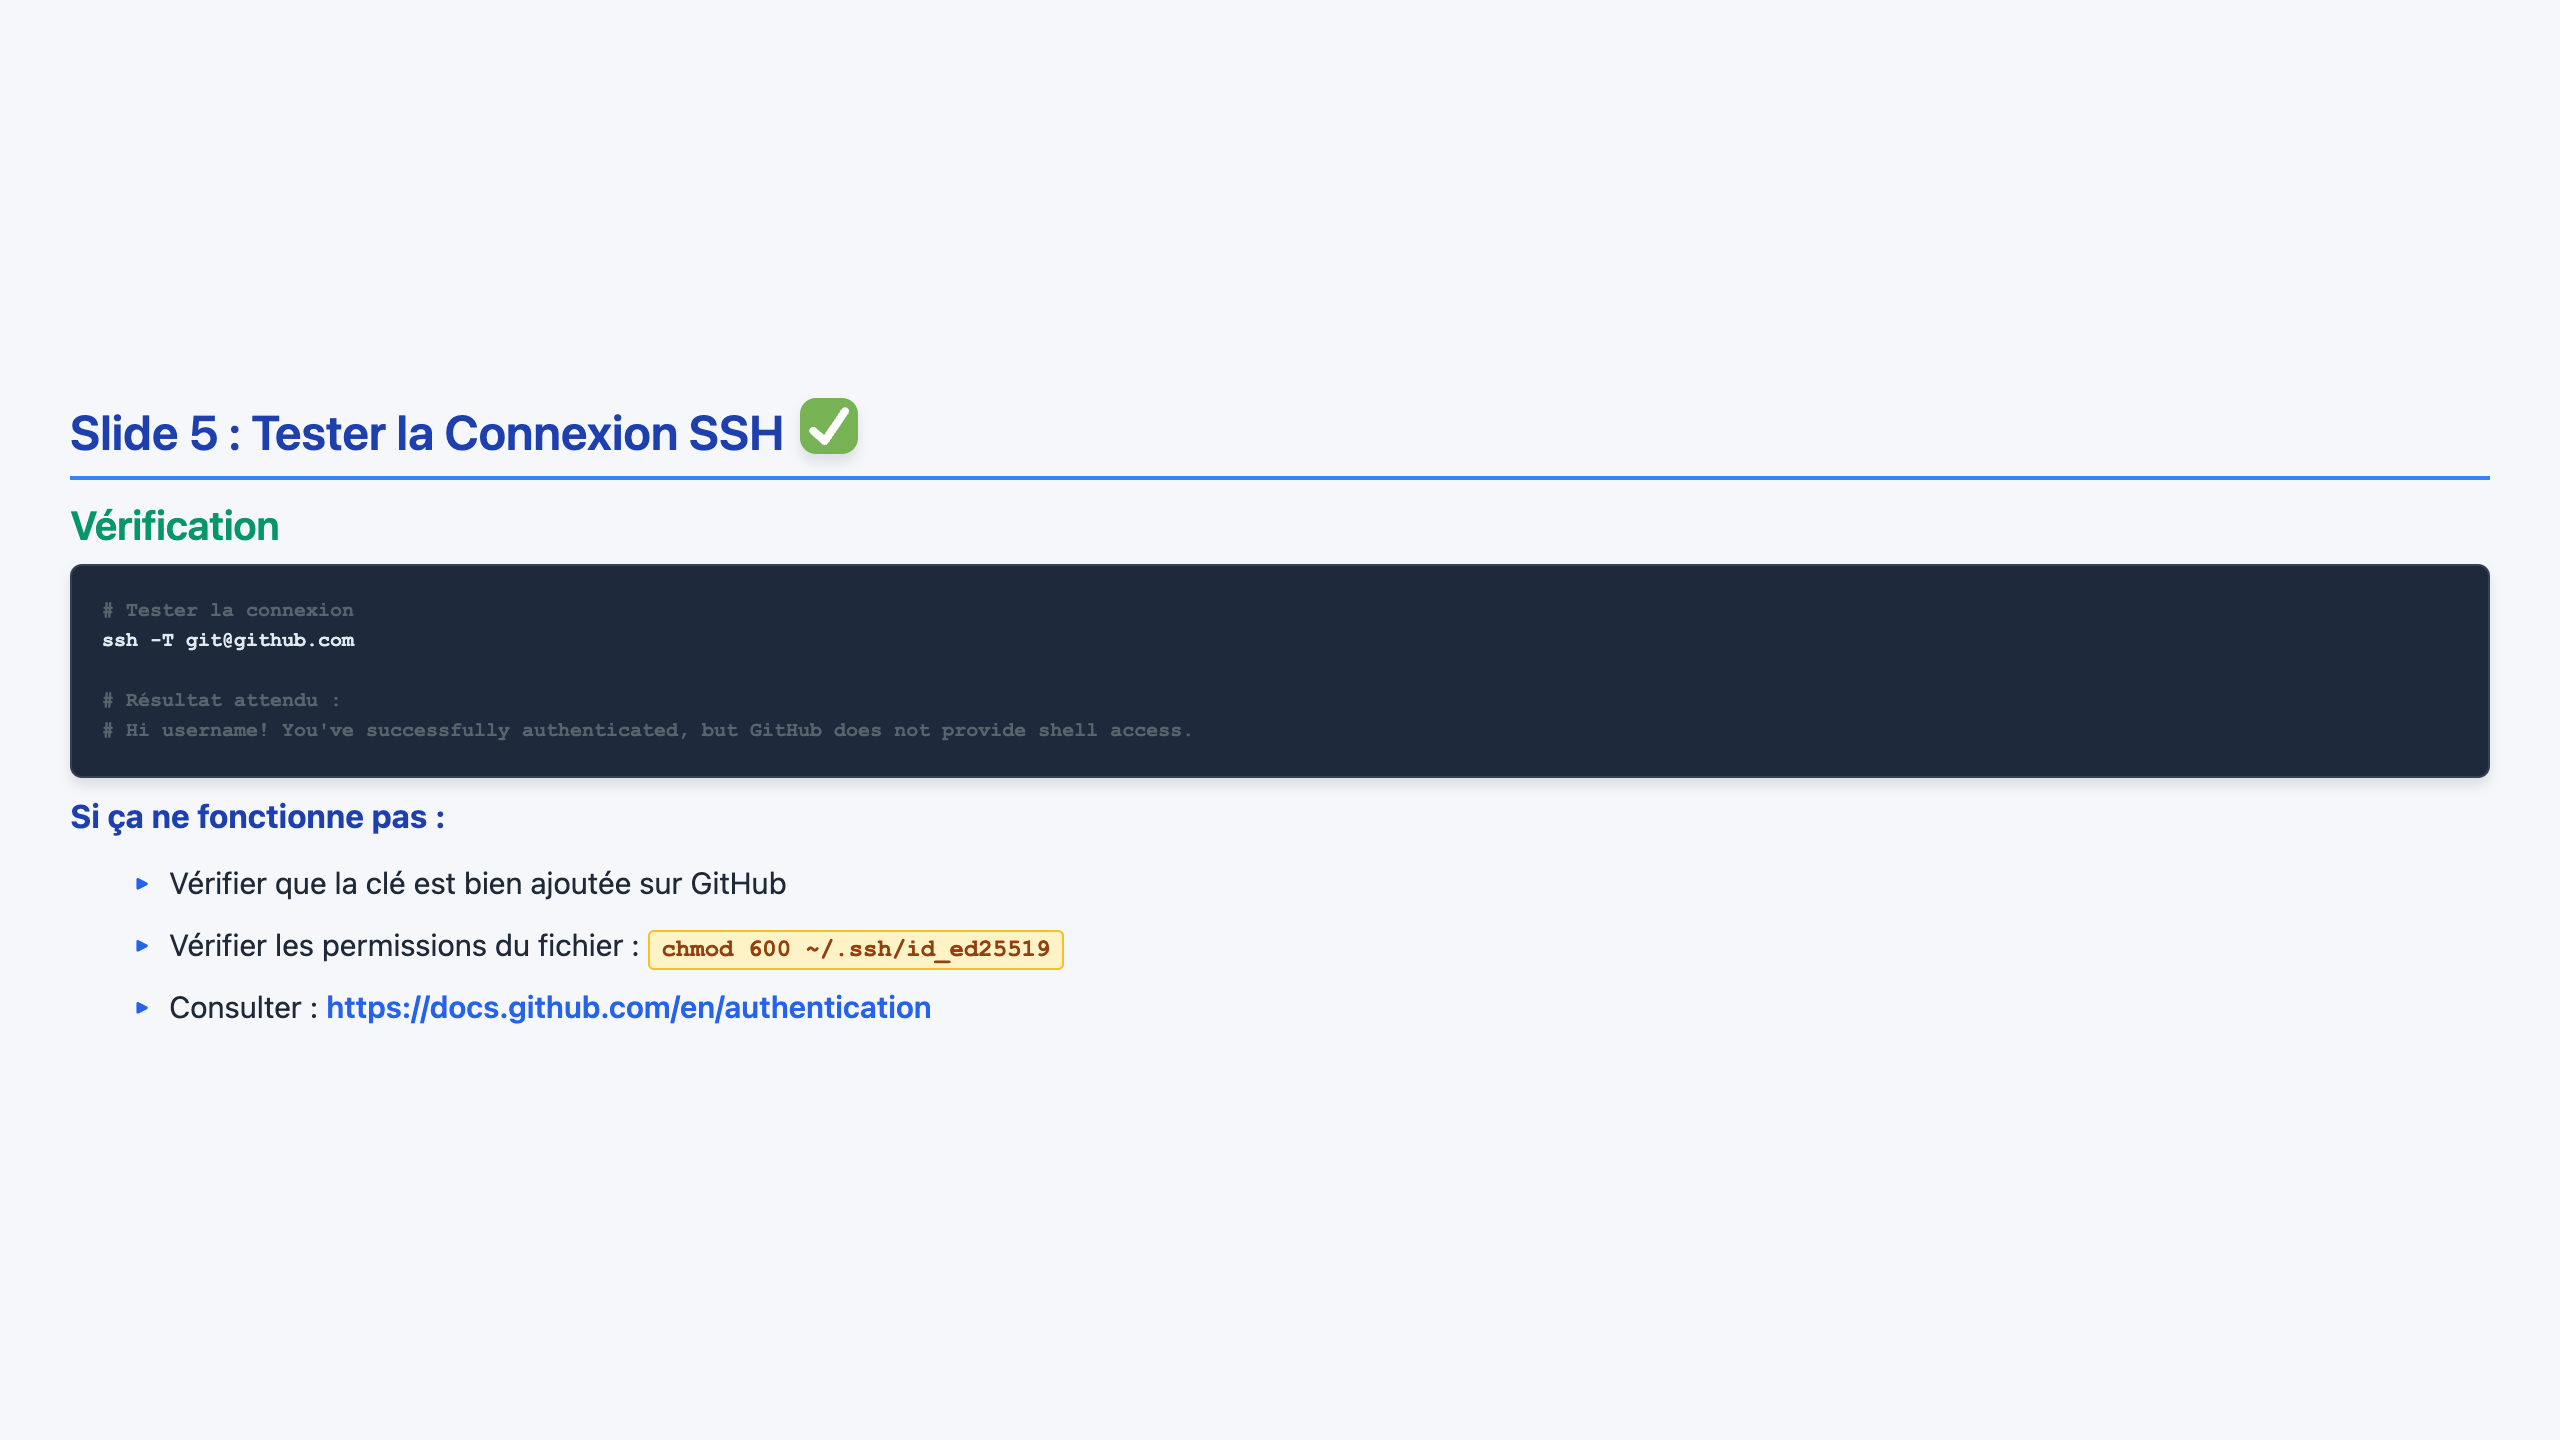 Slide 5 : Tester la Connexion SSH ✅
Vérification
# Tester la connexion
ssh -T git@github.com
# Résultat attendu :
# Hi username! You've successfully authenticated, but GitHub does not provide shell access.
Si ça ne fonctionne pas :
Vérifier que la clé est bien ajoutée sur GitHub
Vérifier les permissions du fichier : chmod 600 ~/.ssh/id_ed25519
Consulter : https://docs.github.com/en/authentication